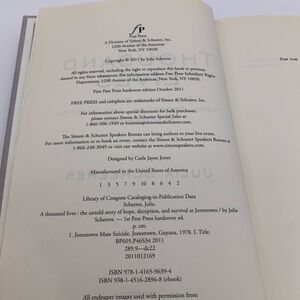 fP
Free Press
A Division of Simon & Schuster, Inc.
1230 Avenue of the Americas
New York, NY 10020
Copyright © 2011 by Julia Scheeres
All rights reserved, including the right to reproduce this book or portions
thereof in any form whatsoever. For information address Free Press Subsidiary Rights
Department, 1230 Avenue of the Americas, New York, NY 10020.
First Free Press hardcover edition October 2011
FREE PRESS and colophon are trademarks of Simon & Schuster, Inc.
For information about special discounts for bulk purchases,
please contact Simon & Schuster Special Sales at
1-866-506-1949 or business@simonandschuster.com
The Simon & Schuster Speakers Bureau can bring authors to your live event.
For more information or to book an event, contact the Simon & Schuster Speakers Bureau at
1-866-248-3049 or visit our website at www.simonspeakers.com.
Designed by Carla Jayne Jones
Manufactured in the United States of America
1 3 5 7 9 10 8 6 4 2
Library of Congress Cataloging-in-Publication Data
Scheeres, Julia.
A thousand lives : the untold story of hope, deception, and survival at Jonestown / by Julia
Scheeres. — 1st Free Press hardcover ed.
p. cm.
1. Jonestown Mass Suicide, Jonestown, Guyana, 1978. I. Title.
BP605.P46S34 2011
289.9—dc22
2011012169
ISBN 978-1-4165-9639-4
ISBN 978-1-4516-2896-8 (ebook)
All endpaper images used with permission from
FOR THE